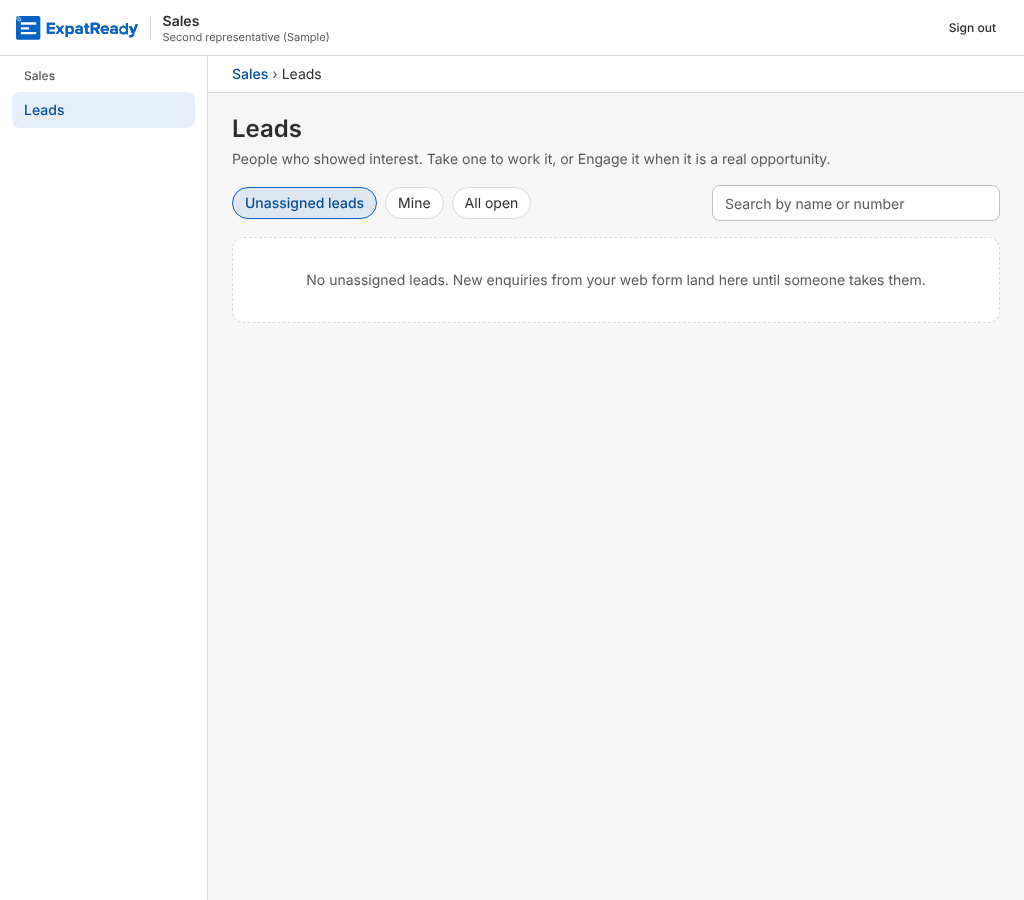 ExpatReady
Sales
Second representative (Sample)
Sign out
Sales
Leads
Sales › Leads
Leads
People who showed interest. Take one to work it, or Engage it when it is a real opportunity.
Unassigned leads
Mine
All open
Search by name or number
No unassigned leads. New enquiries from your web form land here until someone takes them.